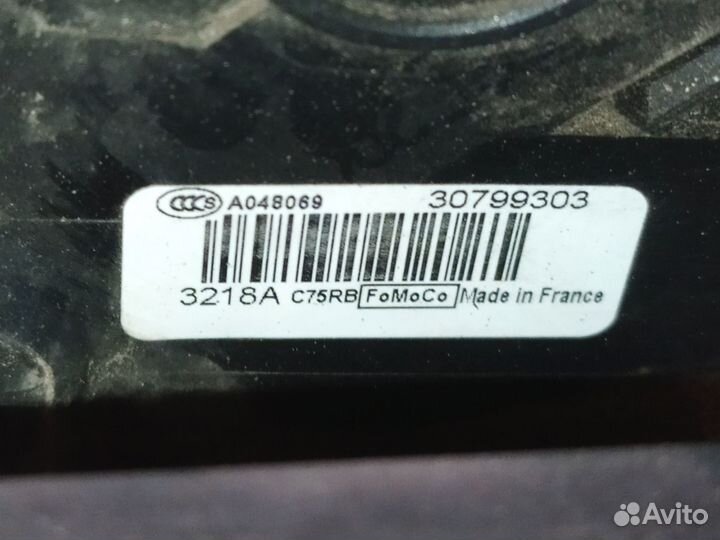 CCCS A048069 30799303
3218A C75RB FoMoCo Made in France
Avito